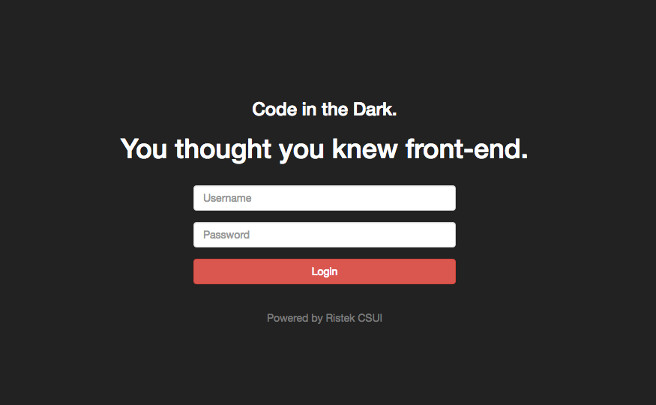 Code in the Dark.
You thought you knew front-end.
Username
Password
Login
Powered by Ristek CSUI